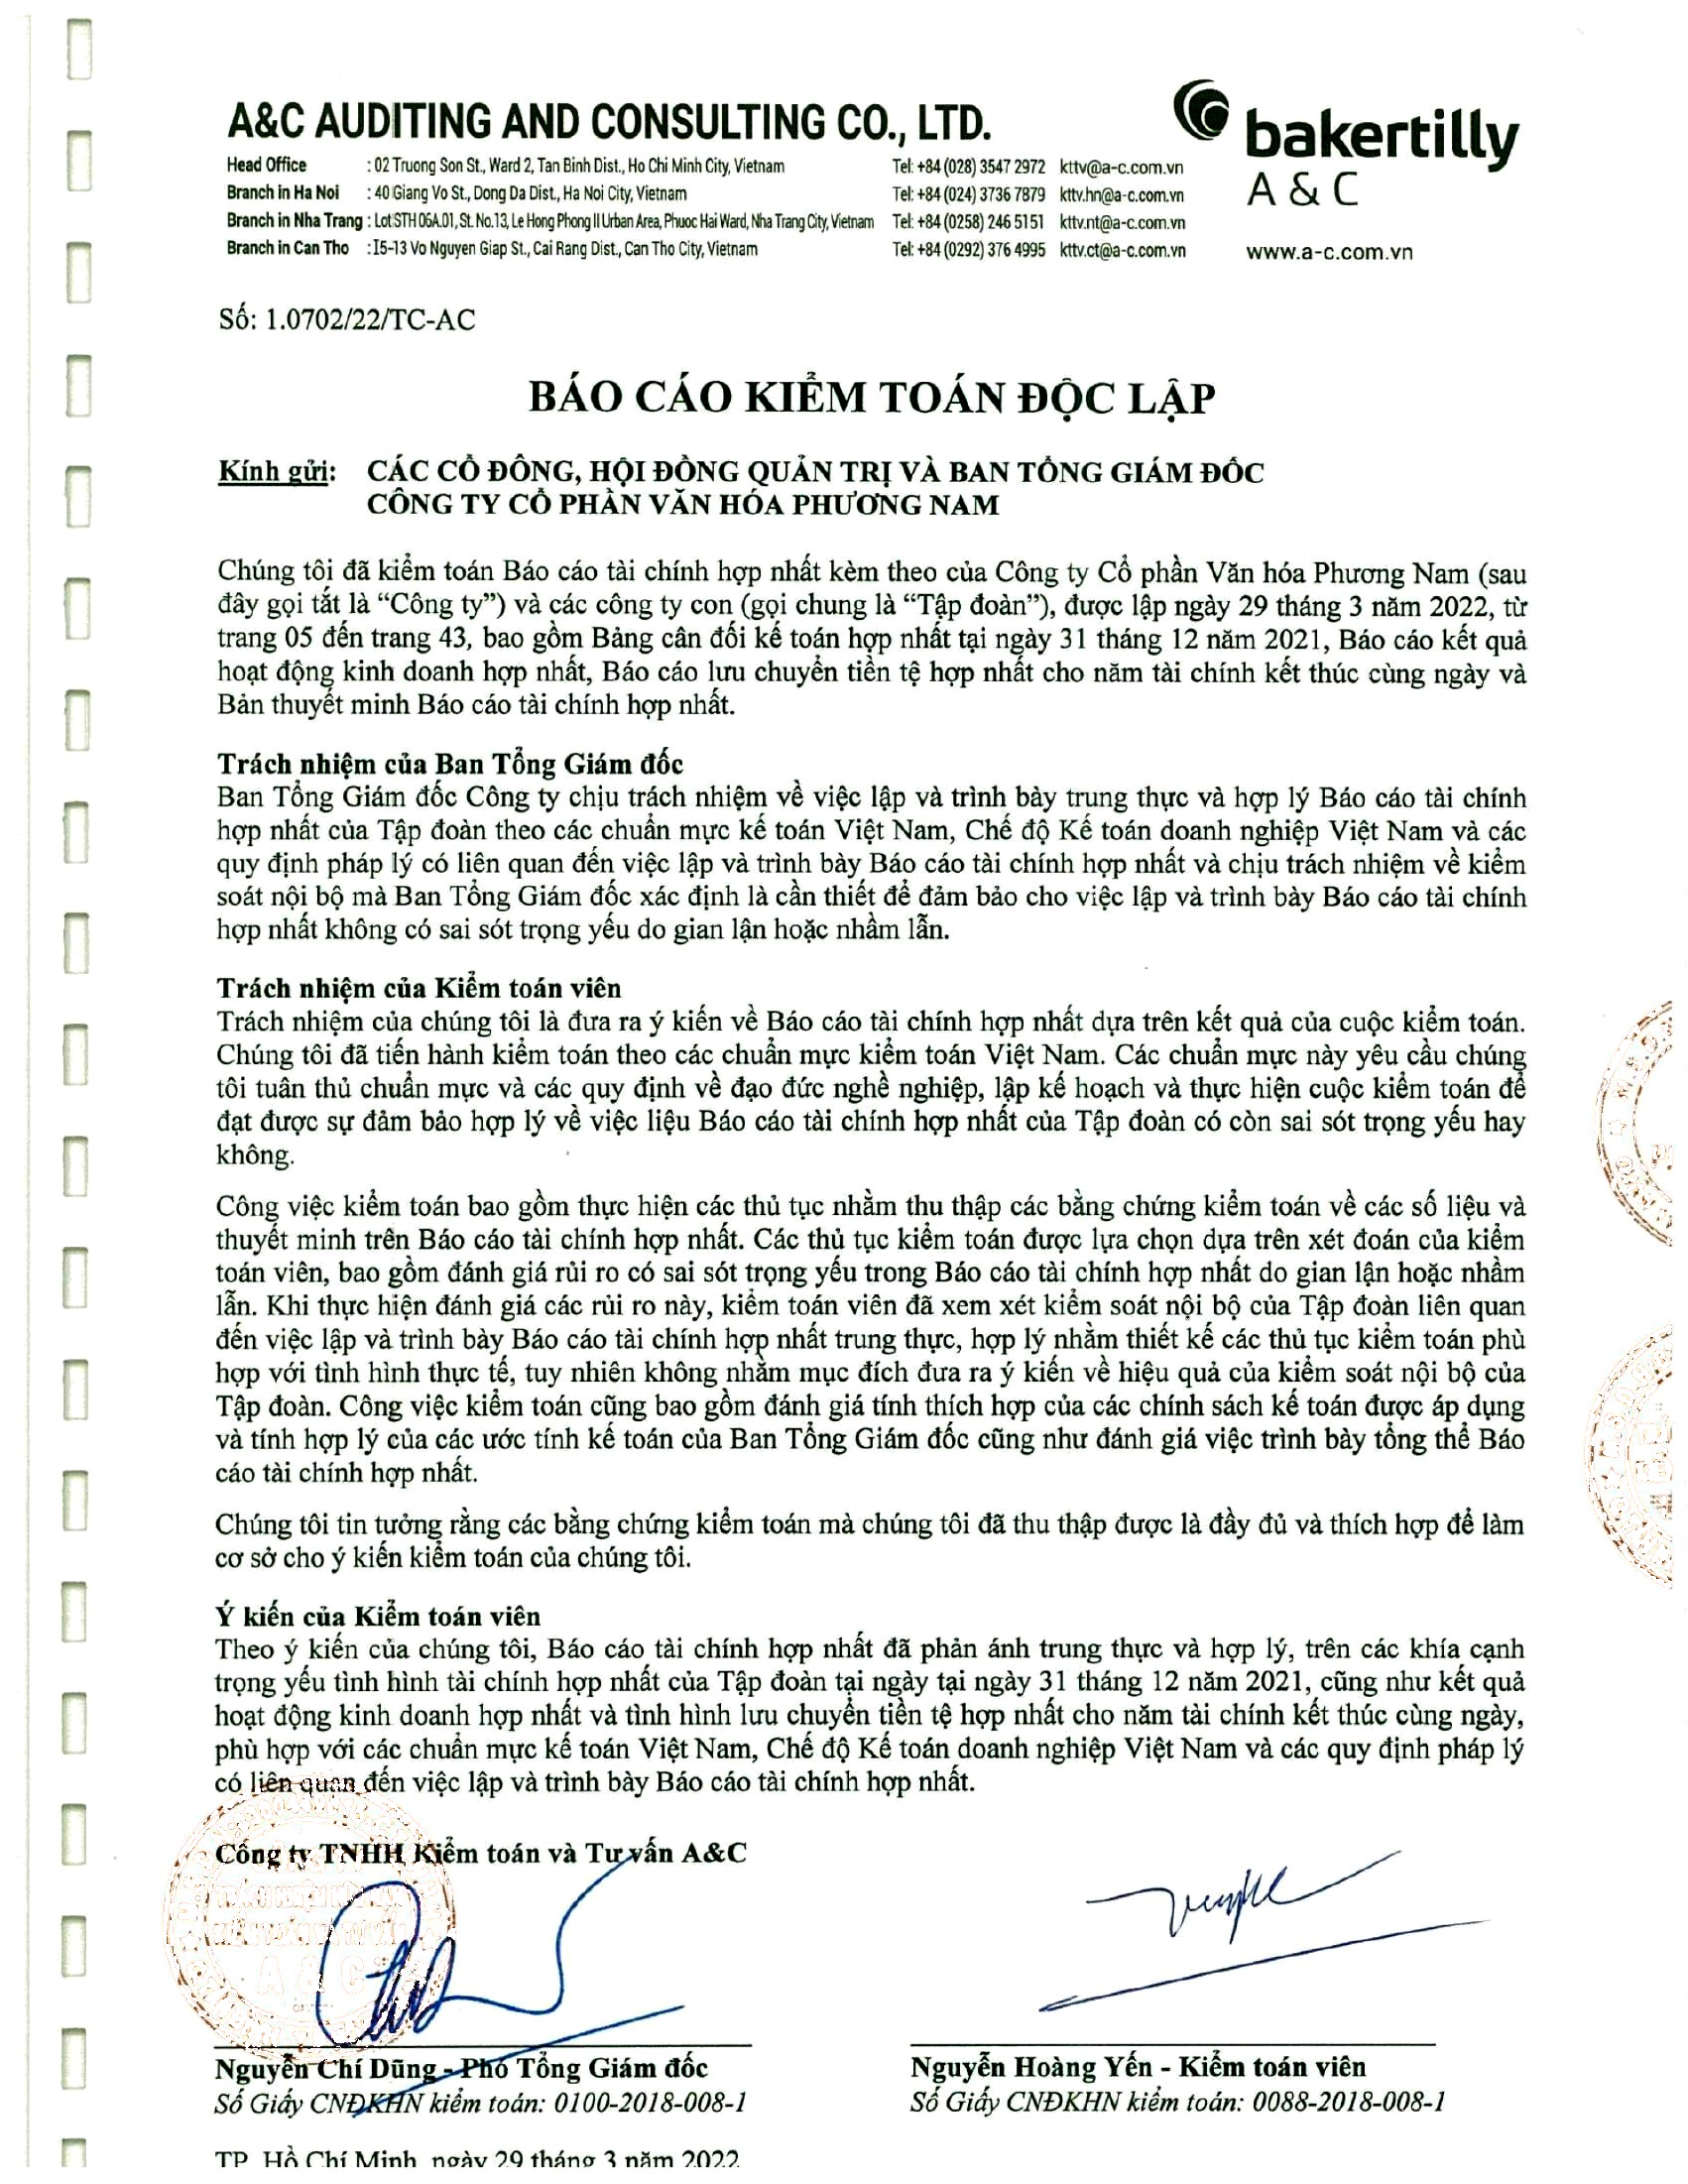 A&C AUDITING AND CONSULTING CO., LTD.
bakertilly
A & C
Head Office : 02 Truong Son St., Ward 2, Tan Binh Dist., Ho Chi Minh City, Vietnam Tel: +84 (028) 3547 2972 kttv@a-c.com.vn
Branch in Ha Noi : 40 Giang Vo St., Dong Da Dist., Ha Noi City, Vietnam Tel: +84 (024) 3736 7879 kttv.hn@a-c.com.vn
Branch in Nha Trang : Lot STH 06A.01, St. No.13, Le Hong Phong II Urban Area, Phuoc Hai Ward, Nha Trang City, Vietnam Tel: +84 (0258) 246 5151 kttv.nt@a-c.com.vn
Branch in Can Tho : I5-13 Vo Nguyen Giap St., Cai Rang Dist., Can Tho City, Vietnam Tel: +84 (0292) 376 4995 kttv.ct@a-c.com.vn
www.a-c.com.vn
Số: 1.0702/22/TC-AC
BÁO CÁO KIỂM TOÁN ĐỘC LẬP
Kính gửi: CÁC CỔ ĐÔNG, HỘI ĐỒNG QUẢN TRỊ VÀ BAN TỔNG GIÁM ĐỐC
CÔNG TY CỔ PHẦN VĂN HÓA PHƯƠNG NAM
Chúng tôi đã kiểm toán Báo cáo tài chính hợp nhất kèm theo của Công ty Cổ phần Văn hóa Phương Nam (sau
đây gọi tắt là “Công ty”) và các công ty con (gọi chung là “Tập đoàn”), được lập ngày 29 tháng 3 năm 2022, từ
trang 05 đến trang 43, bao gồm Bảng cân đối kế toán hợp nhất tại ngày 31 tháng 12 năm 2021, Báo cáo kết quả
hoạt động kinh doanh hợp nhất, Báo cáo lưu chuyển tiền tệ hợp nhất cho năm tài chính kết thúc cùng ngày và
Bản thuyết minh Báo cáo tài chính hợp nhất.
Trách nhiệm của Ban Tổng Giám đốc
Ban Tổng Giám đốc Công ty chịu trách nhiệm về việc lập và trình bày trung thực và hợp lý Báo cáo tài chính
hợp nhất của Tập đoàn theo các chuẩn mực kế toán Việt Nam, Chế độ Kế toán doanh nghiệp Việt Nam và các
quy định pháp lý có liên quan đến việc lập và trình bày Báo cáo tài chính hợp nhất và chịu trách nhiệm về kiểm
soát nội bộ mà Ban Tổng Giám đốc xác định là cần thiết để đảm bảo cho việc lập và trình bày Báo cáo tài chính
hợp nhất không có sai sót trọng yếu do gian lận hoặc nhầm lẫn.
Trách nhiệm của Kiểm toán viên
Trách nhiệm của chúng tôi là đưa ra ý kiến về Báo cáo tài chính hợp nhất dựa trên kết quả của cuộc kiểm toán.
Chúng tôi đã tiến hành kiểm toán theo các chuẩn mực kiểm toán Việt Nam. Các chuẩn mực này yêu cầu chúng
tôi tuân thủ chuẩn mực và các quy định về đạo đức nghề nghiệp, lập kế hoạch và thực hiện cuộc kiểm toán để
đạt được sự đảm bảo hợp lý về việc liệu Báo cáo tài chính hợp nhất của Tập đoàn có còn sai sót trọng yếu hay
không.
Công việc kiểm toán bao gồm thực hiện các thủ tục nhằm thu thập các bằng chứng kiểm toán về các số liệu và
thuyết minh trên Báo cáo tài chính hợp nhất. Các thủ tục kiểm toán được lựa chọn dựa trên xét đoán của kiểm
toán viên, bao gồm đánh giá rủi ro có sai sót trọng yếu trong Báo cáo tài chính hợp nhất do gian lận hoặc nhầm
lẫn. Khi thực hiện đánh giá các rủi ro này, kiểm toán viên đã xem xét kiểm soát nội bộ của Tập đoàn liên quan
đến việc lập và trình bày Báo cáo tài chính hợp nhất trung thực, hợp lý nhằm thiết kế các thủ tục kiểm toán phù
hợp với tình hình thực tế, tuy nhiên không nhằm mục đích đưa ra ý kiến về hiệu quả của kiểm soát nội bộ của
Tập đoàn. Công việc kiểm toán cũng bao gồm đánh giá tính thích hợp của các chính sách kế toán được áp dụng
và tính hợp lý của các ước tính kế toán của Ban Tổng Giám đốc cũng như đánh giá việc trình bày tổng thể Báo
cáo tài chính hợp nhất.
Chúng tôi tin tưởng rằng các bằng chứng kiểm toán mà chúng tôi đã thu thập được là đầy đủ và thích hợp để làm
cơ sở cho ý kiến kiểm toán của chúng tôi.
Ý kiến của Kiểm toán viên
Theo ý kiến của chúng tôi, Báo cáo tài chính hợp nhất đã phản ánh trung thực và hợp lý, trên các khía cạnh
trọng yếu tình hình tài chính hợp nhất của Tập đoàn tại ngày tại ngày 31 tháng 12 năm 2021, cũng như kết quả
hoạt động kinh doanh hợp nhất và tình hình lưu chuyển tiền tệ hợp nhất cho năm tài chính kết thúc cùng ngày,
phù hợp với các chuẩn mực kế toán Việt Nam, Chế độ Kế toán doanh nghiệp Việt Nam và các quy định pháp lý
có liên quan đến việc lập và trình bày Báo cáo tài chính hợp nhất.
Công ty TNHH Kiểm toán và Tư vấn A&C
A & C
Nguyễn Chí Dũng - Phó Tổng Giám đốc
Số Giấy CNĐKHN kiểm toán: 0100-2018-008-1
Nguyễn Hoàng Yến - Kiểm toán viên
Số Giấy CNĐKHN kiểm toán: 0088-2018-008-1
TP. Hồ Chí Minh, ngày 29 tháng 3 năm 2022